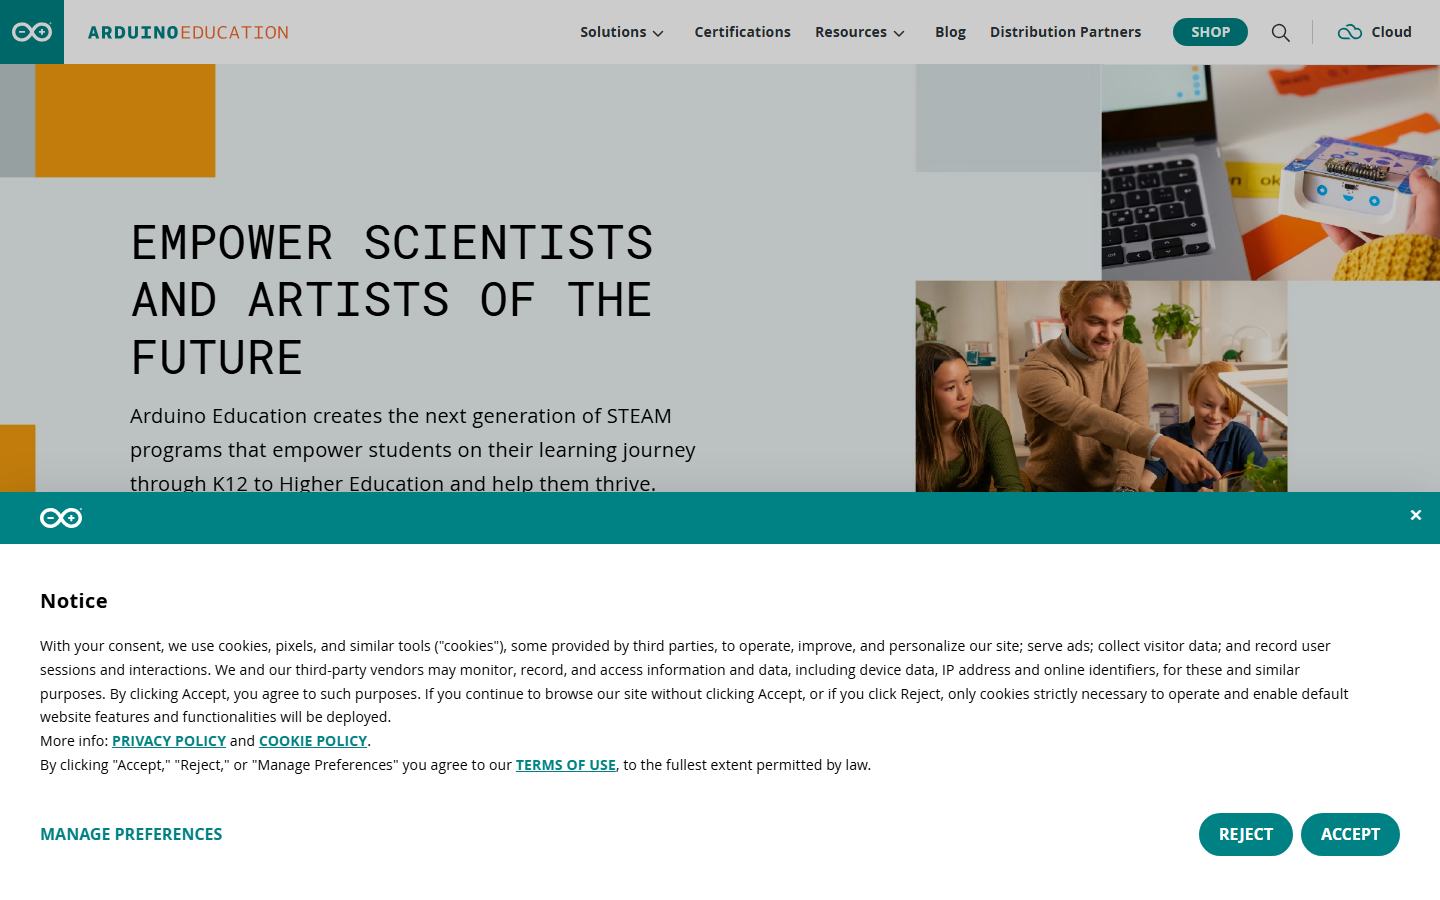 ARDUINO EDUCATION
Solutions
Certifications
Resources
Blog
Distribution Partners
SHOP
Cloud
EMPOWER SCIENTISTS
AND ARTISTS OF THE
FUTURE
Arduino Education creates the next generation of STEAM
programs that empower students on their learning journey
through K12 to Higher Education and help them thrive.
Notice
With your consent, we use cookies, pixels, and similar tools ("cookies"), some provided by third parties, to operate, improve, and personalize our site; serve ads; collect visitor data; and record user
sessions and interactions. We and our third-party vendors may monitor, record, and access information and data, including device data, IP address and online identifiers, for these and similar
purposes. By clicking Accept, you agree to such purposes. If you continue to browse our site without clicking Accept, or if you click Reject, only cookies strictly necessary to operate and enable default
website features and functionalities will be deployed.
More info: PRIVACY POLICY and COOKIE POLICY.
By clicking "Accept," "Reject," or "Manage Preferences" you agree to our TERMS OF USE, to the fullest extent permitted by law.
MANAGE PREFERENCES
REJECT
ACCEPT